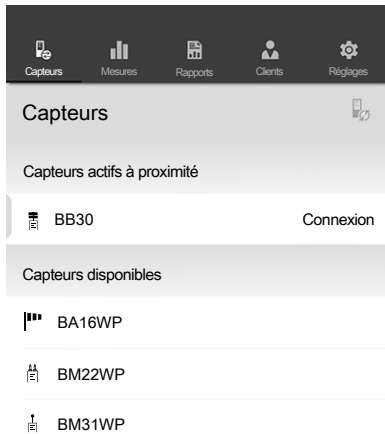 Capteurs Mesures Rapports Clients Réglages
Capteurs
Capteurs actifs à proximité
BB30 Connexion
Capteurs disponibles
BA16WP
BM22WP
BM31WP